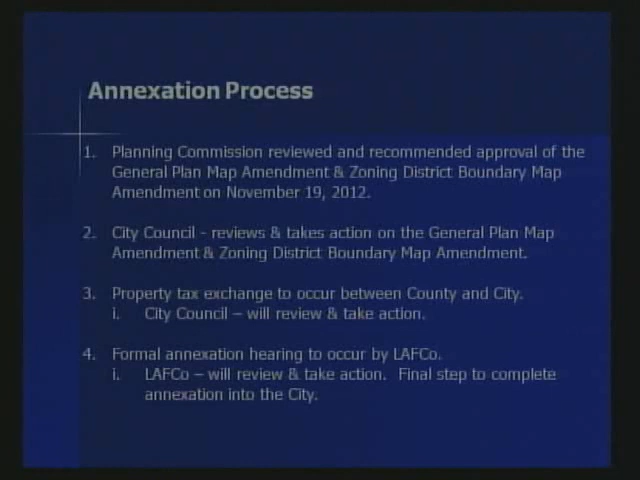 Annexation Process
1. Planning Commission reviewed and recommended approval of the
General Plan Map Amendment & Zoning District Boundary Map
Amendment on November 19, 2012.
2. City Council - reviews & takes action on the General Plan Map
Amendment & Zoning District Boundary Map Amendment.
3. Property tax exchange to occur between County and City.
i. City Council – will review & take action.
4. Formal annexation hearing to occur by LAFCo.
i. LAFCo – will review & take action. Final step to complete
annexation into the City.